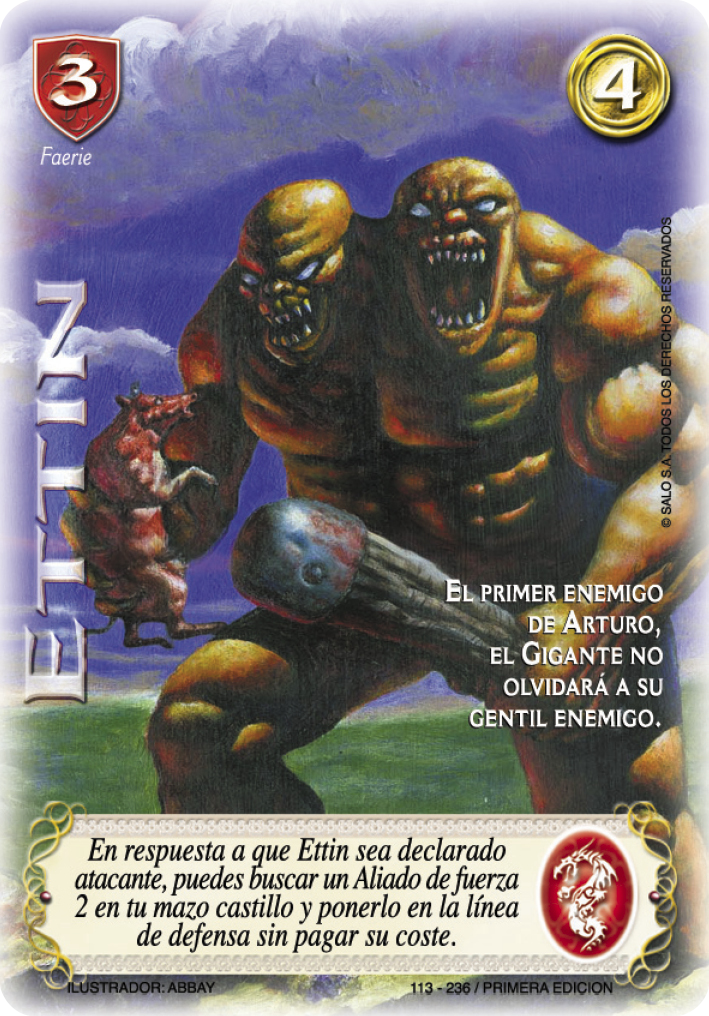 3
Faerie
4
ETTIN
© SALO S.A. TODOS LOS DERECHOS RESERVADOS
EL PRIMER ENEMIGO
DE ARTURO,
EL GIGANTE NO
OLVIDARÁ A SU
GENTIL ENEMIGO.
En respuesta a que Ettin sea declarado
atacante, puedes buscar un Aliado de fuerza
2 en tu mazo castillo y ponerlo en la línea
de defensa sin pagar su coste.
ILUSTRADOR: ABBAY
113 - 236 / PRIMERA EDICION